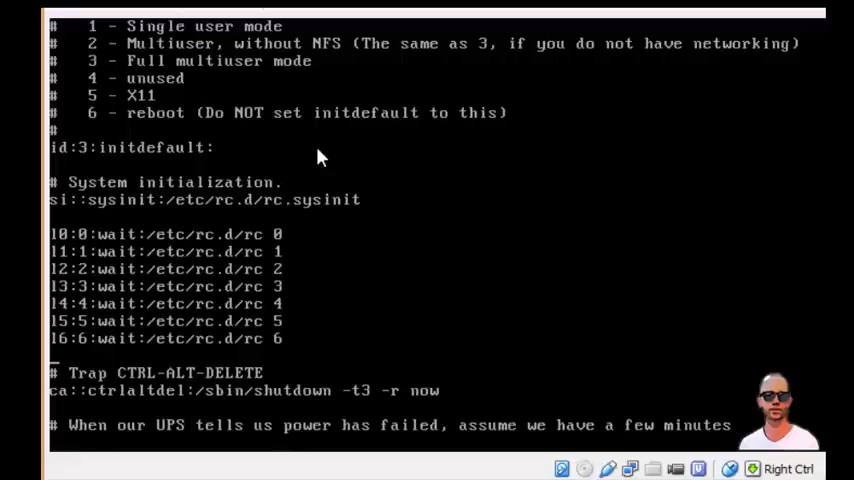 #   1 - Single user mode
#   2 - Multiuser, without NFS (The same as 3, if you do not have networking)
#   3 - Full multiuser mode
#   4 - unused
#   5 - X11
#   6 - reboot (Do NOT set initdefault to this)
#
id:3:initdefault:
# System initialization.
si::sysinit:/etc/rc.d/rc.sysinit
l0:0:wait:/etc/rc.d/rc 0
l1:1:wait:/etc/rc.d/rc 1
l2:2:wait:/etc/rc.d/rc 2
l3:3:wait:/etc/rc.d/rc 3
l4:4:wait:/etc/rc.d/rc 4
l5:5:wait:/etc/rc.d/rc 5
l6:6:wait:/etc/rc.d/rc 6
# Trap CTRL-ALT-DELETE
ca::ctrlaltdel:/sbin/shutdown -t3 -r now
# When our UPS tells us power has failed, assume we have a few minutes
Right Ctrl